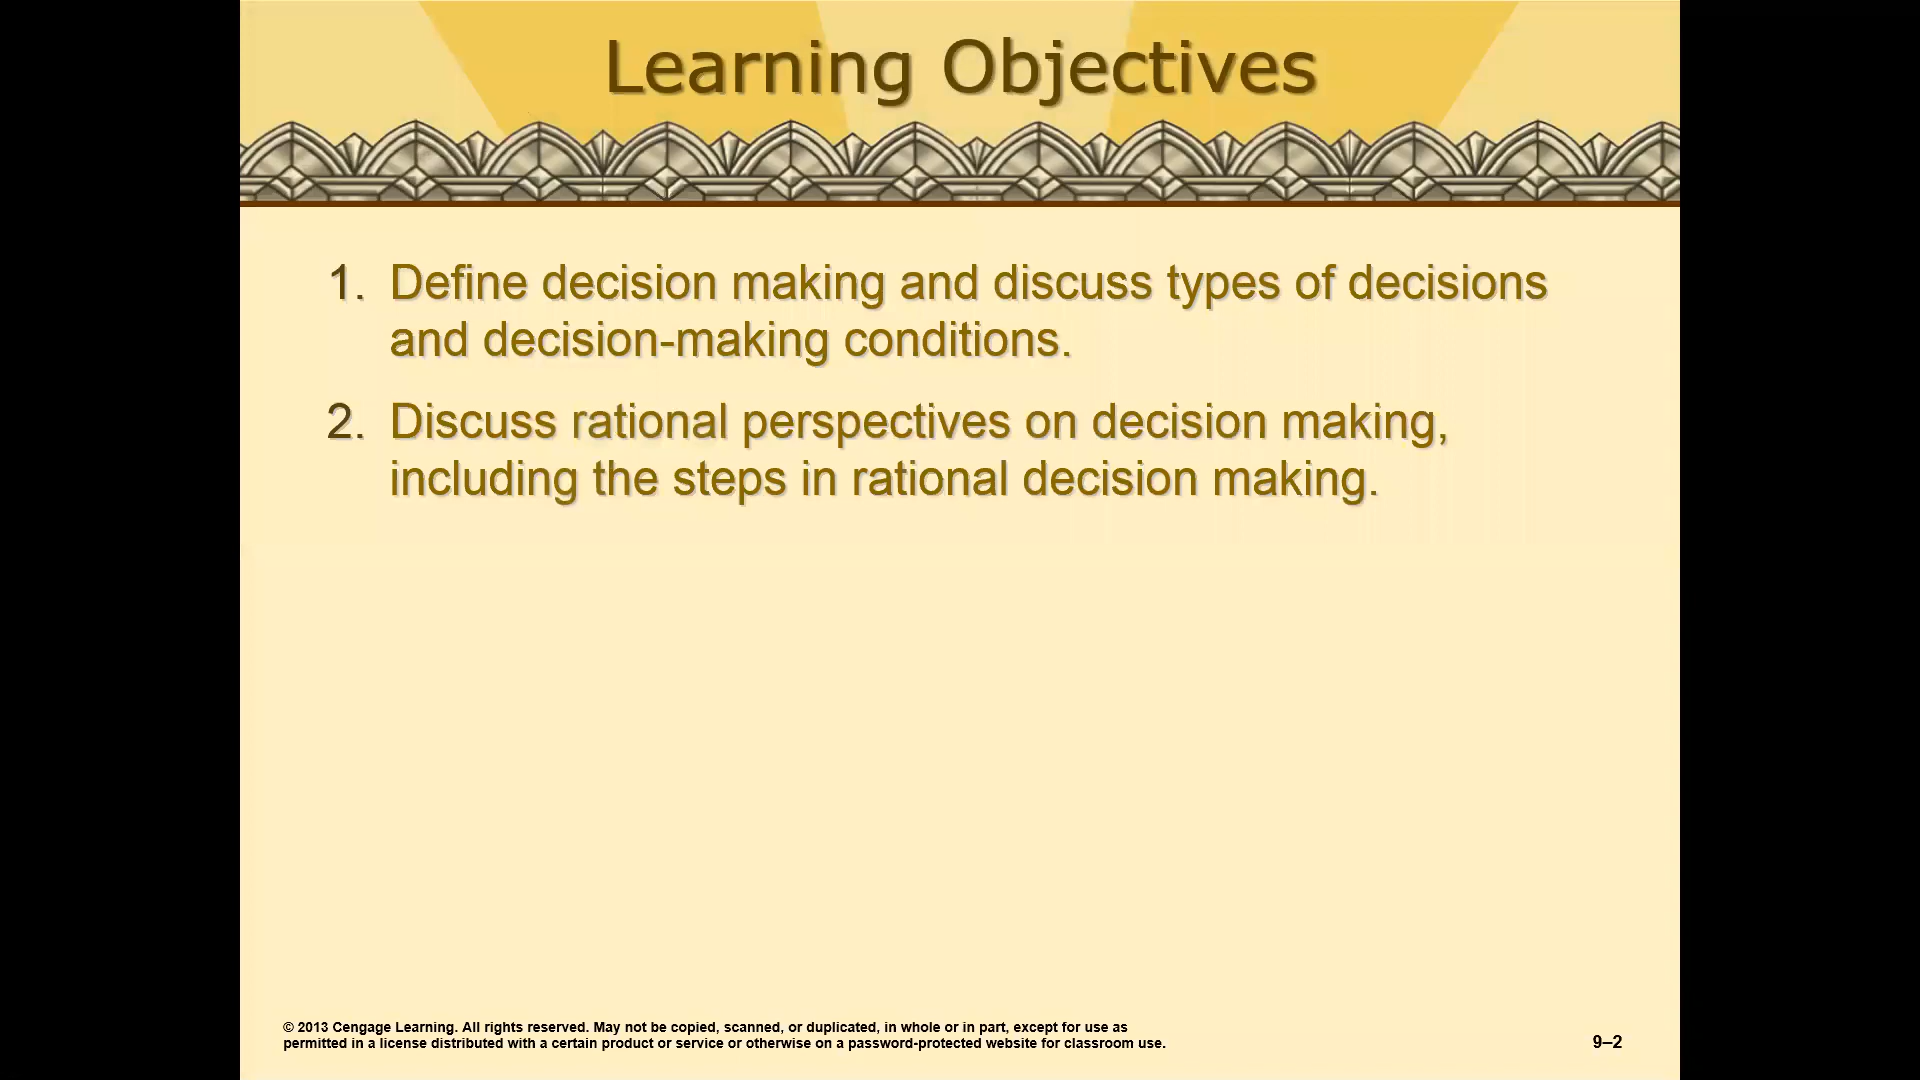 Learning Objectives
1. Define decision making and discuss types of decisions
and decision-making conditions.
2. Discuss rational perspectives on decision making,
including the steps in rational decision making.
© 2013 Cengage Learning. All rights reserved. May not be copied, scanned, or duplicated, in whole or in part, except for use as
permitted in a license distributed with a certain product or service or otherwise on a password-protected website for classroom use.
9–2